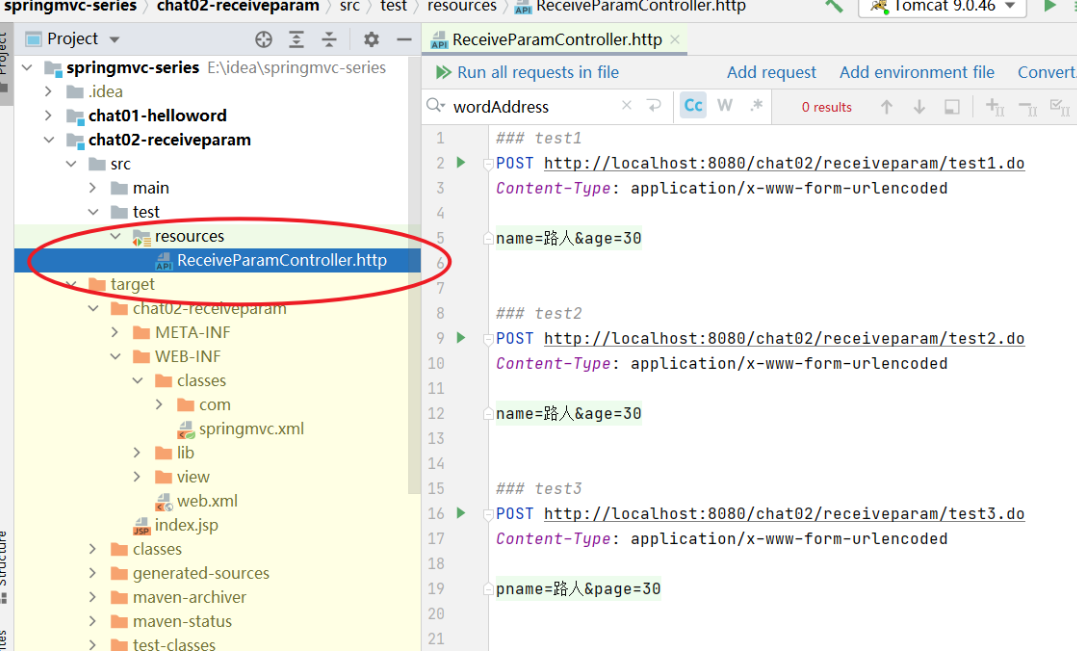 springmvc-series › chat02-receiveparam › src › test › resources › ReceiveParamController.http
Tomcat 9.0.46
Project
Project
springmvc-series E:\idea\springmvc-series
.idea
chat01-helloword
chat02-receiveparam
src
main
test
resources
ReceiveParamController.http
target
chat02-receiveparam
META-INF
WEB-INF
classes
com
springmvc.xml
lib
view
web.xml
index.jsp
classes
generated-sources
maven-archiver
maven-status
test-classes
Structure
ReceiveParamController.http
Run all requests in file Add request Add environment file Convert
wordAddress Cc W .* 0 results
1 ### test1
2 POST http://localhost:8080/chat02/receiveparam/test1.do
3 Content-Type: application/x-www-form-urlencoded
4
5 name=路人&age=30
6
7
8 ### test2
9 POST http://localhost:8080/chat02/receiveparam/test2.do
10 Content-Type: application/x-www-form-urlencoded
11
12 name=路人&age=30
13
14
15 ### test3
16 POST http://localhost:8080/chat02/receiveparam/test3.do
17 Content-Type: application/x-www-form-urlencoded
18
19 pname=路人&page=30
20
21